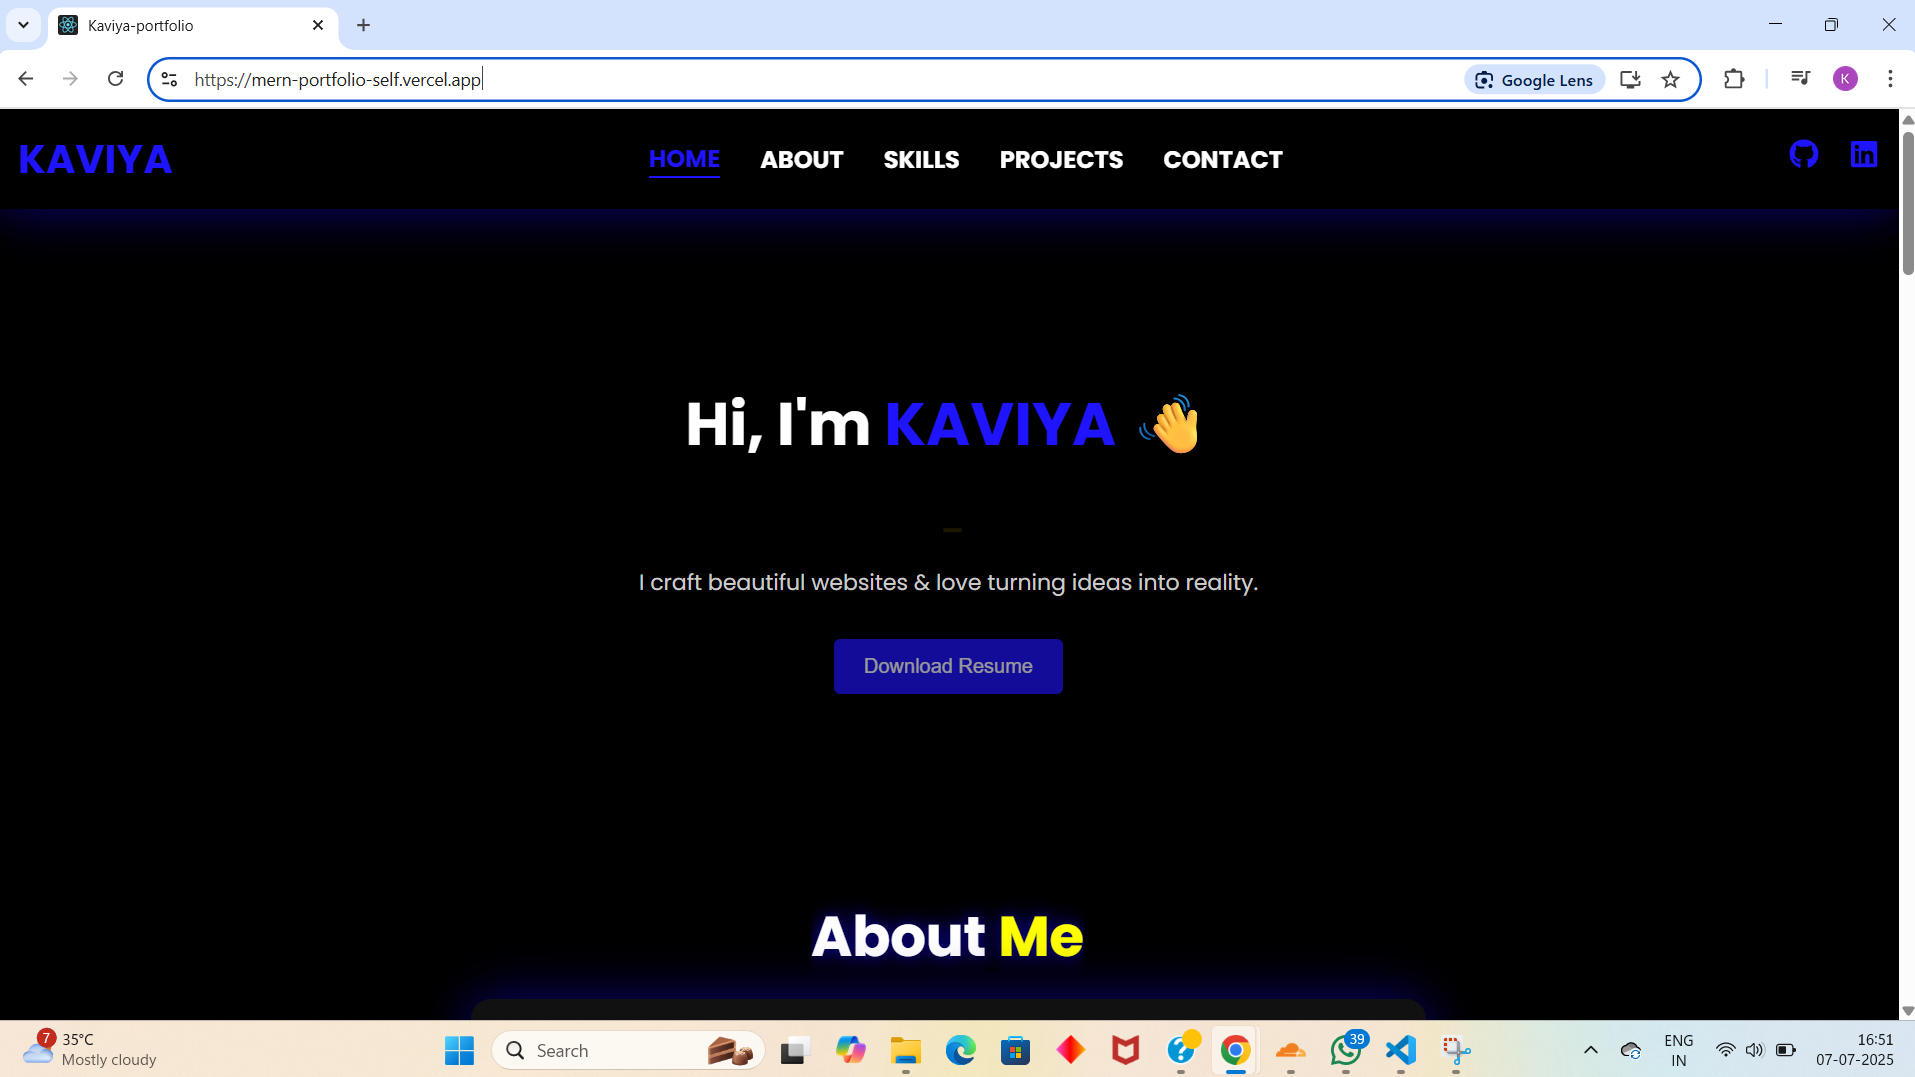 Kaviya-portfolio
https://mern-portfolio-self.vercel.app
Google Lens
K
KAVIYA
HOME
ABOUT
SKILLS
PROJECTS
CONTACT
in
Hi, I'm KAVIYA 👋
I craft beautiful websites & love turning ideas into reality.
Download Resume
About Me
7
35°C
Mostly cloudy
Search
39
ENG
IN
16:51
07-07-2025